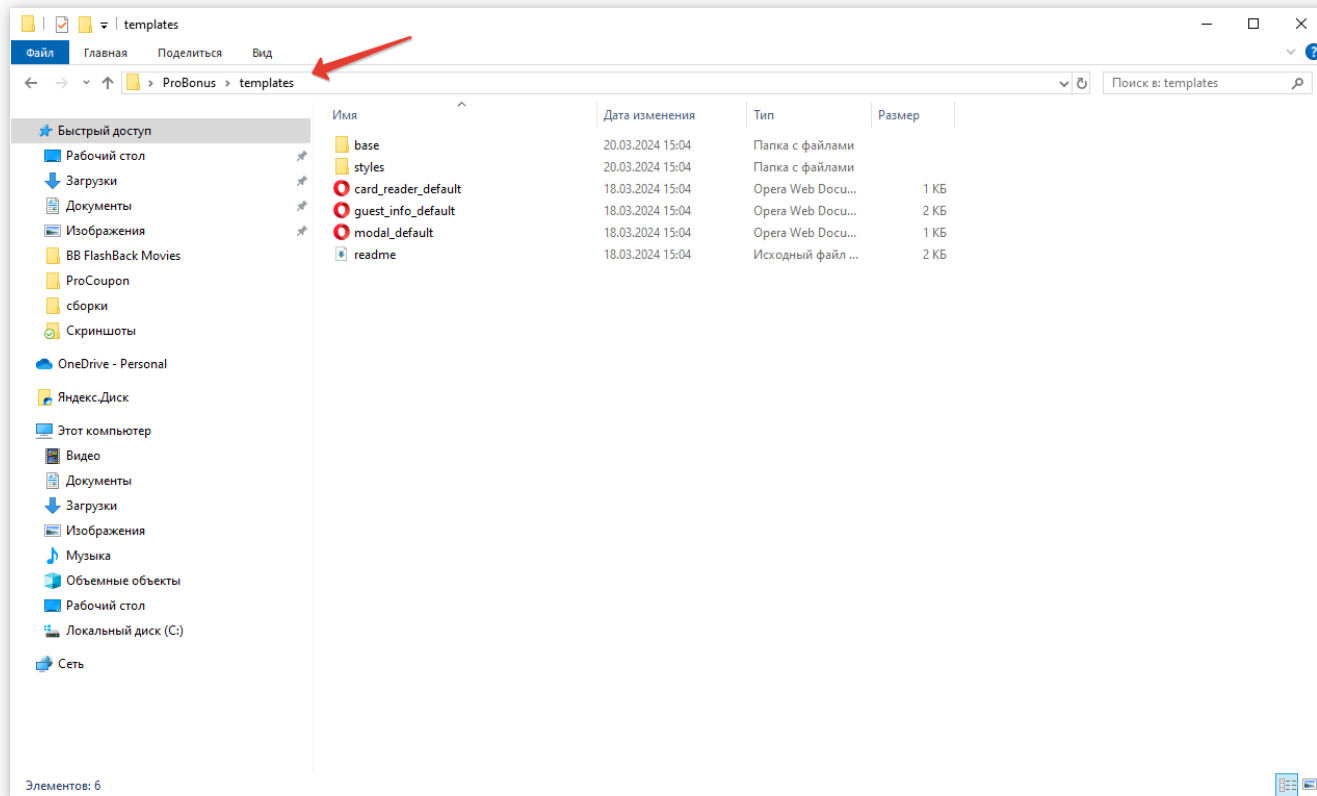 templates
Файл Главная Поделиться Вид
ProBonus templates Поиск в: templates
Имя Дата изменения Тип Размер
Быстрый доступ
Рабочий стол
Загрузки
Документы
Изображения
BB FlashBack Movies
ProCoupon
сборки
Скриншоты
OneDrive - Personal
Яндекс.Диск
Этот компьютер
Видео
Документы
Загрузки
Изображения
Музыка
Объемные объекты
Рабочий стол
Локальный диск (C:)
Сеть
base 20.03.2024 15:04 Папка с файлами
styles 20.03.2024 15:04 Папка с файлами
card_reader_default 18.03.2024 15:04 Opera Web Docu... 1 КБ
guest_info_default 18.03.2024 15:04 Opera Web Docu... 2 КБ
modal_default 18.03.2024 15:04 Opera Web Docu... 1 КБ
readme 18.03.2024 15:04 Исходный файл ... 2 КБ
Элементов: 6